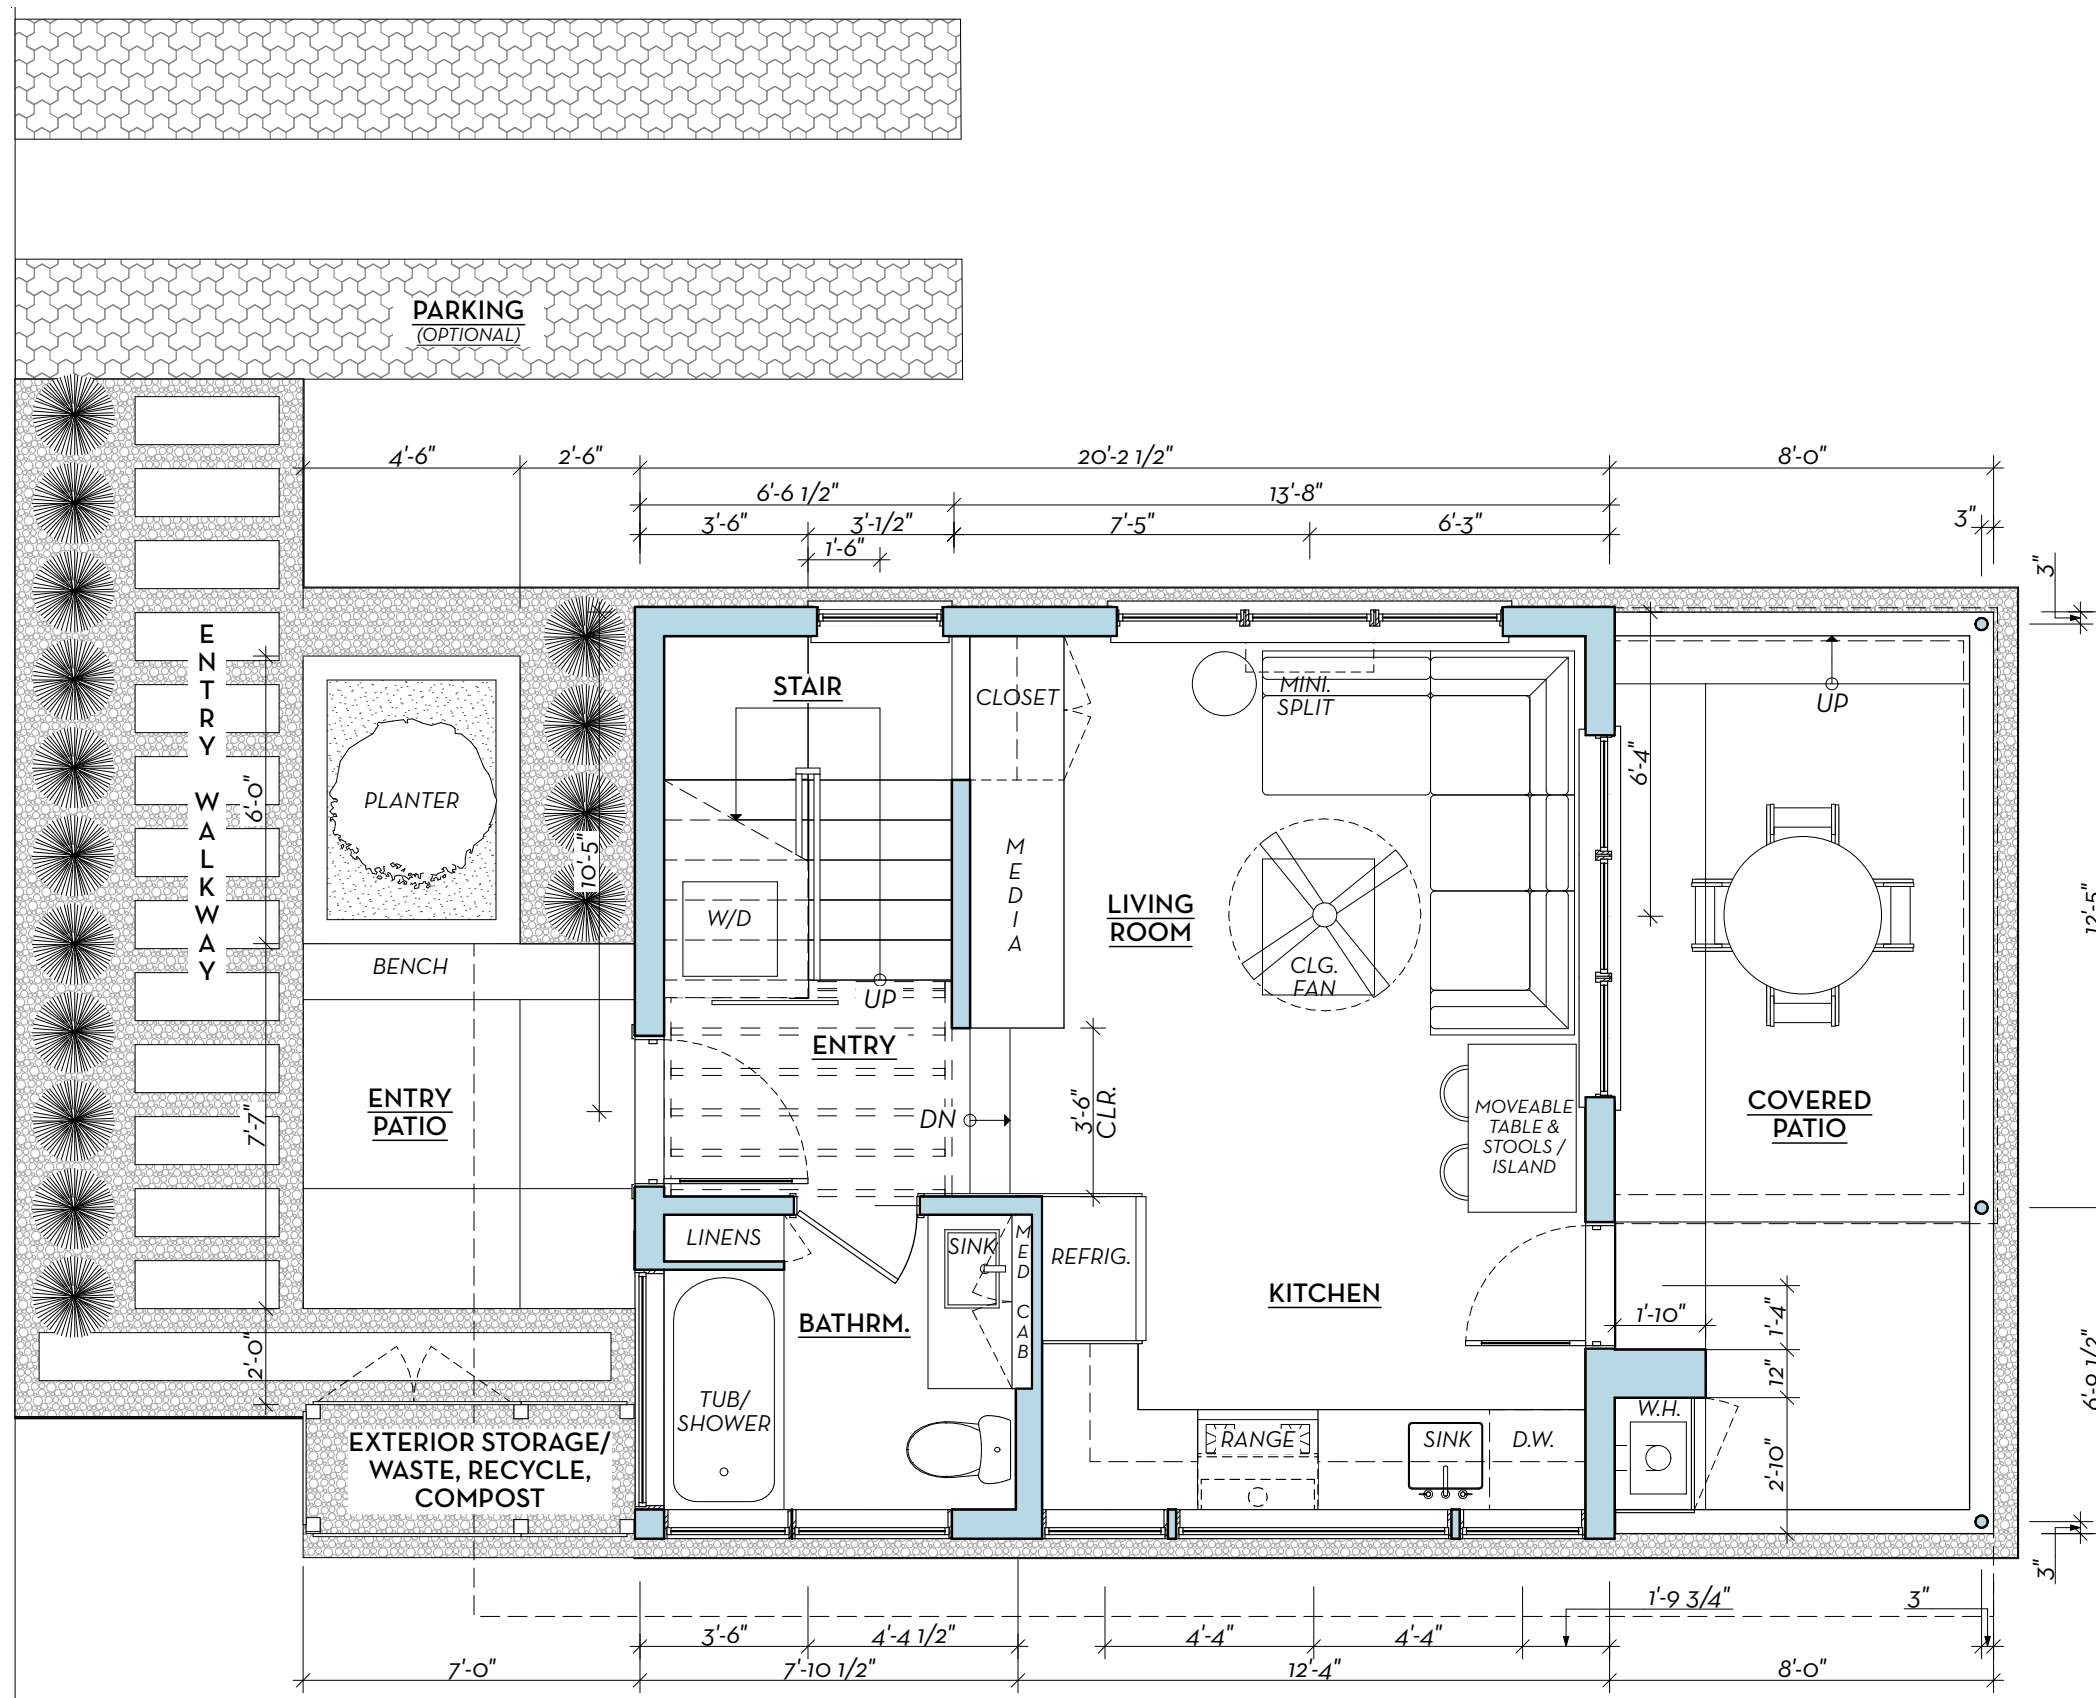 PARKING
(OPTIONAL)
4'-6"
2'-6"
20'-2 1/2"
8'-0"
6'-6 1/2"
13'-8"
3'-6"
3'-1/2"
7'-5"
6'-3"
3"
1'-6"
3"
ENTRY WALKWAY
STAIR
CLOSET
MINI.
SPLIT
UP
6'-4"
6'-0"
PLANTER
10'-5"
MEDIA
W/D
LIVING
ROOM
12'-5"
BENCH
CLG.
FAN
UP
ENTRY
ENTRY
PATIO
7'-7"
DN
3'-6"
CLR.
MOVEABLE
TABLE &
STOOLS /
ISLAND
COVERED
PATIO
LINENS
SINK
MED CAB
REFRIG.
KITCHEN
BATHRM.
1'-10"
1'-4"
2'-0"
12"
6'-9 1/2"
TUB/
SHOWER
W.H.
EXTERIOR STORAGE/
WASTE, RECYCLE,
COMPOST
RANGE
SINK
D.W.
2'-10"
3"
1'-9 3/4"
3"
3'-6"
4'-4 1/2"
4'-4"
4'-4"
7'-0"
7'-10 1/2"
12'-4"
8'-0"